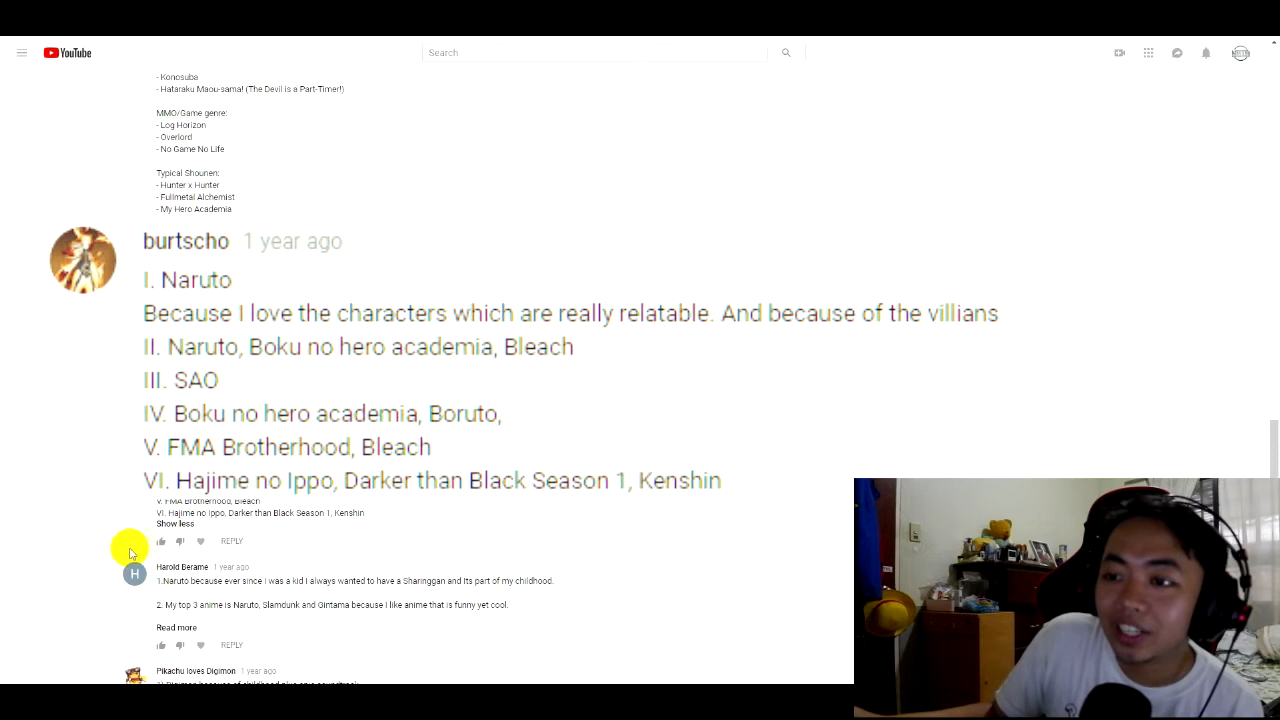 YouTube
Search
- Konosuba
- Hataraku Maou-sama! (The Devil is a Part-Timer!)
MMO/Game genre:
- Log Horizon
- Overlord
- No Game No Life
Typical Shounen:
- Hunter x Hunter
- Fullmetal Alchemist
- My Hero Academia
burtscho 1 year ago
I. Naruto
Because I love the characters which are really relatable. And because of the villians
II. Naruto, Boku no hero academia, Bleach
III. SAO
IV. Boku no hero academia, Boruto,
V. FMA Brotherhood, Bleach
VI. Hajime no Ippo, Darker than Black Season 1, Kenshin
V. FMA Brotherhood, Bleach
VI. Hajime no Ippo, Darker than Black Season 1, Kenshin
Show less
REPLY
H
Harold Berame 1 year ago
1.Naruto because ever since I was a kid I always wanted to have a Sharinggan and Its part of my childhood.
2. My top 3 anime is Naruto, Slamdunk and Gintama because I like anime that is funny yet cool.
Read more
REPLY
Pikachu loves Digimon 1 year ago